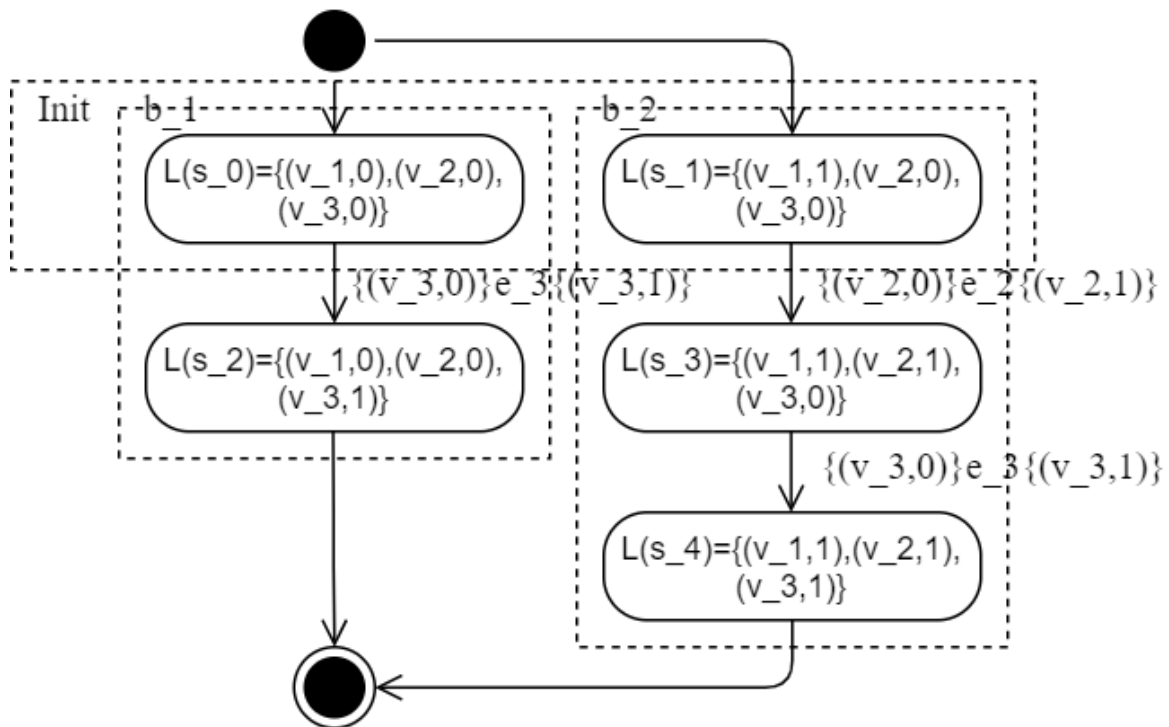 Init
b_1
b_2
L(s_0)={(v_1,0),(v_2,0),
(v_3,0)}
L(s_1)={(v_1,1),(v_2,0),
(v_3,0)}
{(v_3,0)}e_3{(v_3,1)}
{(v_2,0)}e_2{(v_2,1)}
L(s_2)={(v_1,0),(v_2,0),
(v_3,1)}
L(s_3)={(v_1,1),(v_2,1),
(v_3,0)}
{(v_3,0)}e_3{(v_3,1)}
L(s_4)={(v_1,1),(v_2,1),
(v_3,1)}